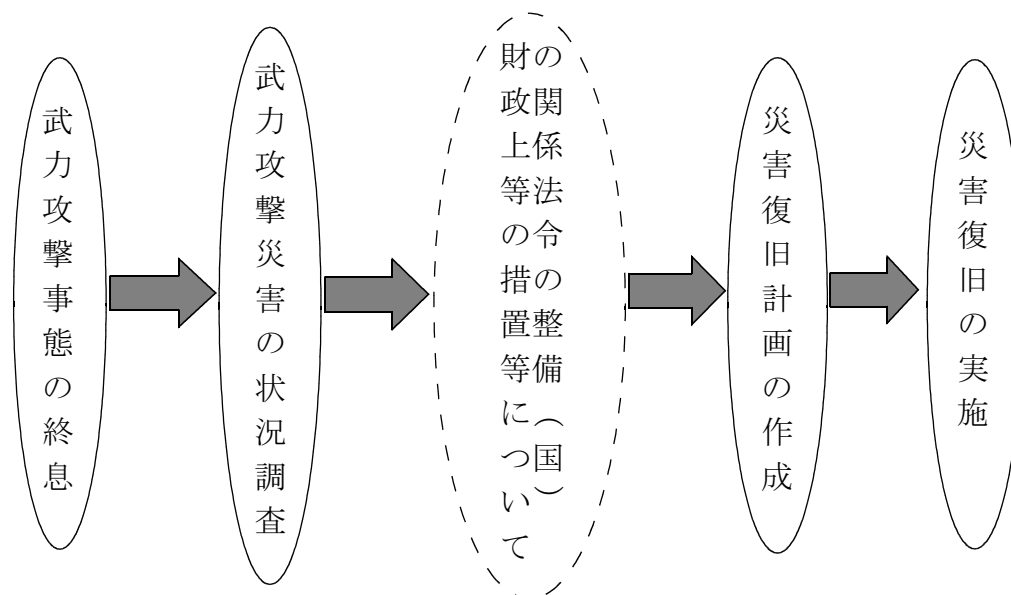 武力攻撃事態の終息
武力攻撃災害の状況調査
財政上等の措置等について
の関係法令の整備（国）
災害復旧計画の作成
災害復旧の実施